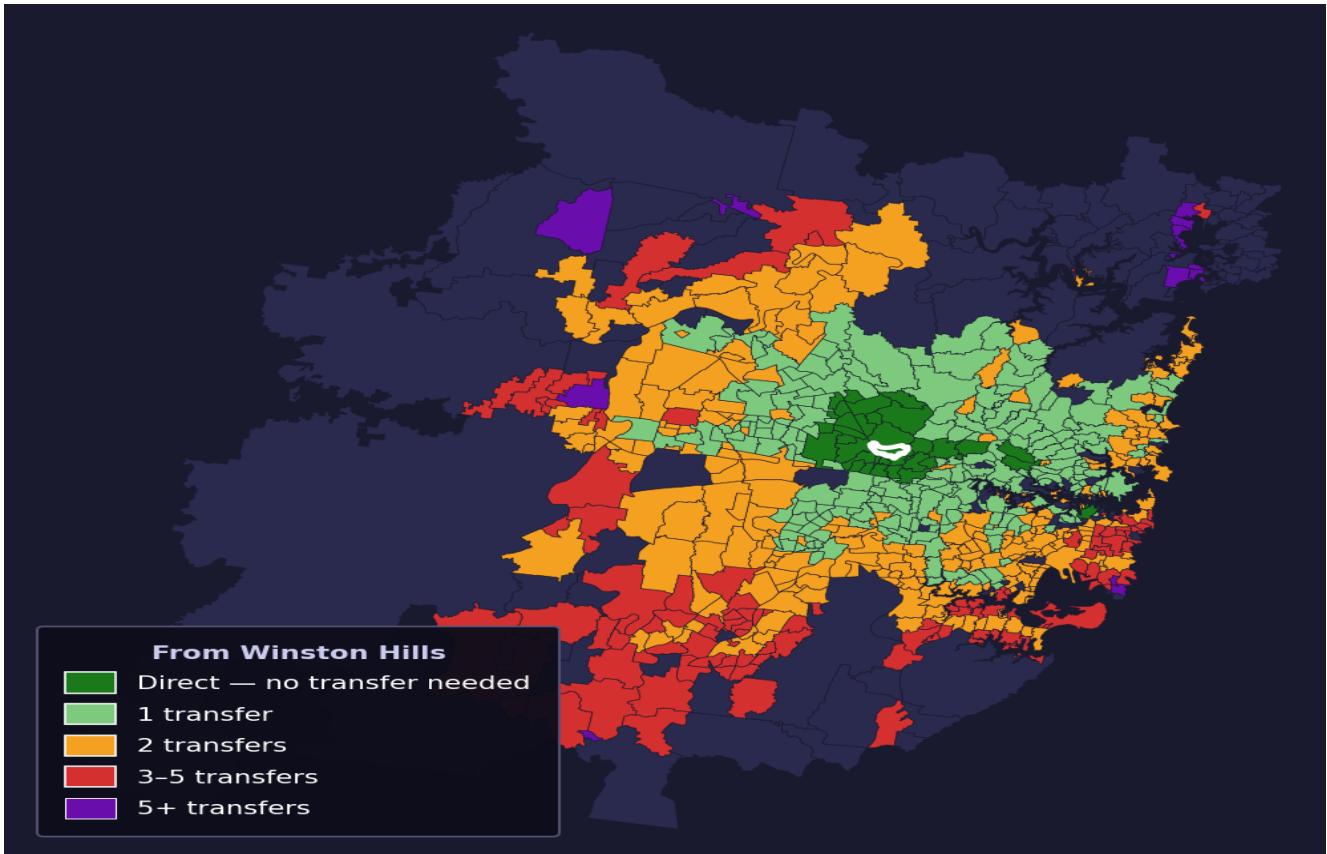 From Winston Hills
Direct — no transfer needed
1 transfer
2 transfers
3–5 transfers
5+ transfers